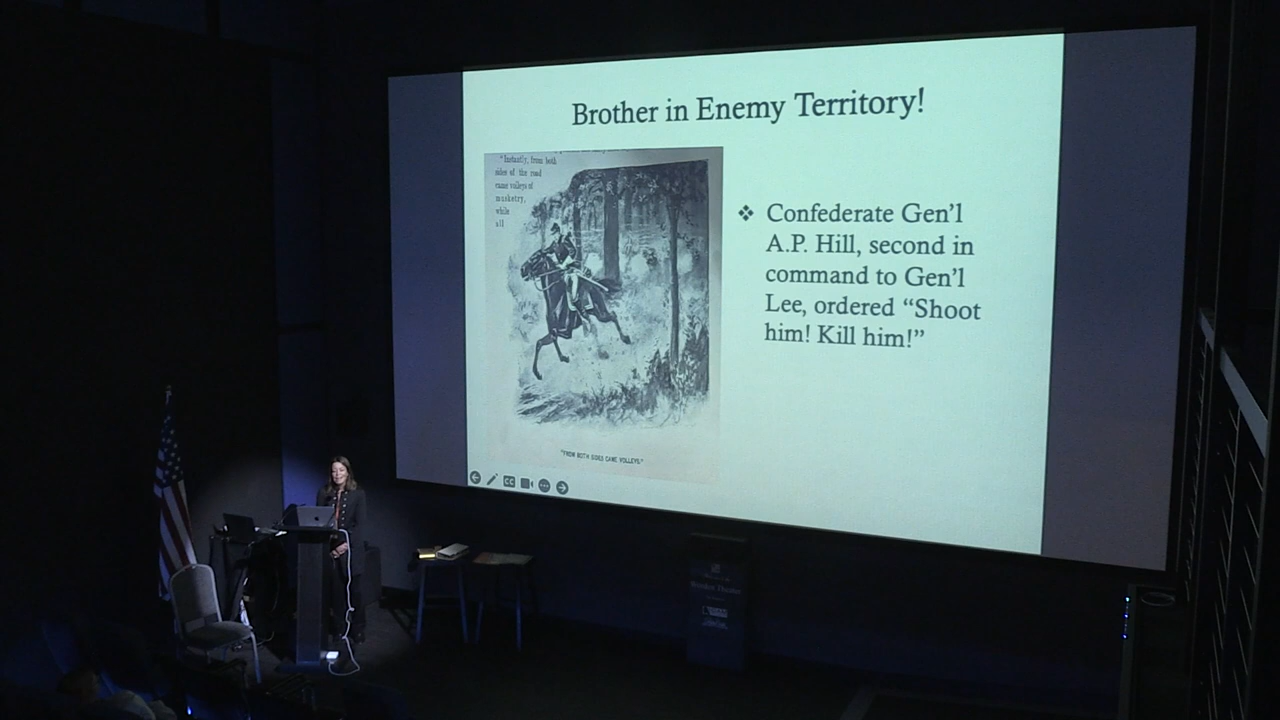 Brother in Enemy Territory!
"Instantly, from both
sides of the road
came volleys of
musketry,
while
all
❖ Confederate Gen'l
A.P. Hill, second in
command to Gen'l
Lee, ordered "Shoot
him! Kill him!"
"FROM BOTH SIDES CAME VOLLEYS."
CC